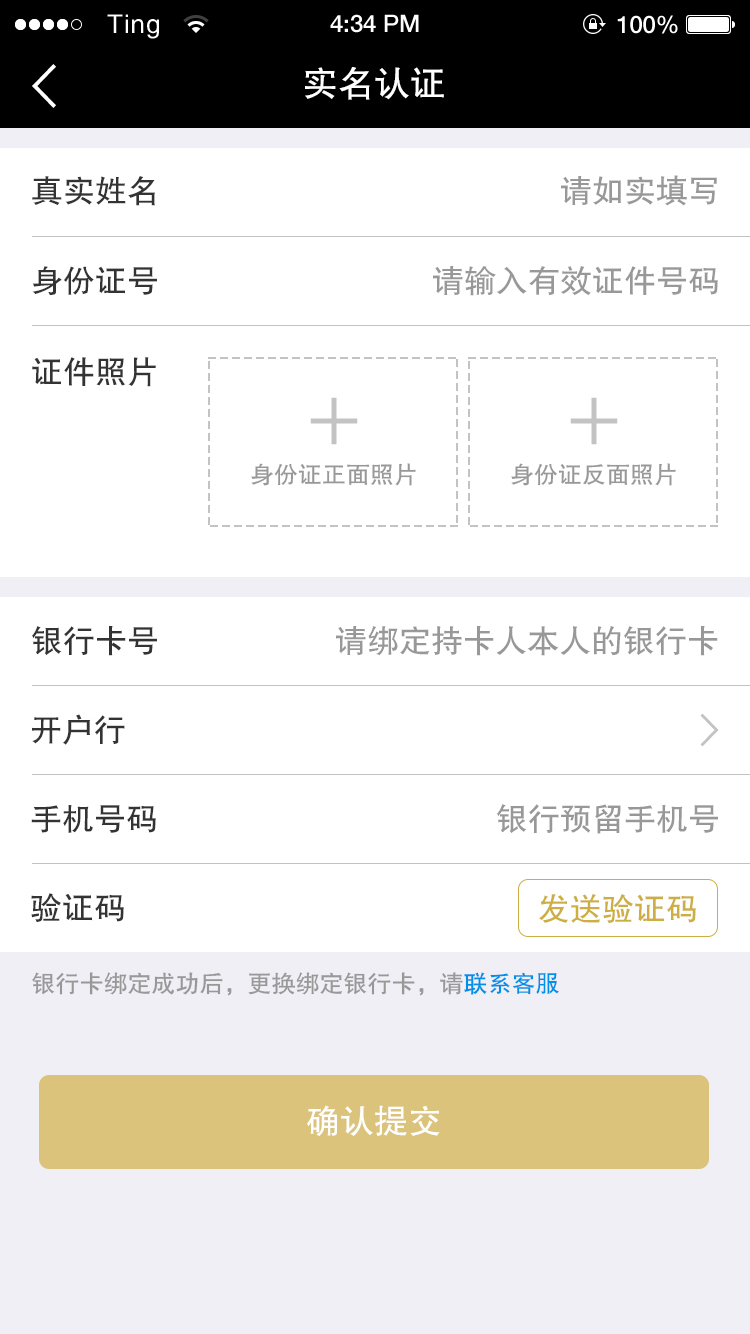 Ting 4:34 PM 100%
实名认证
真实姓名 请如实填写
身份证号 请输入有效证件号码
证件照片
身份证正面照片 身份证反面照片
银行卡号 请绑定持卡人本人的银行卡
开户行
手机号码 银行预留手机号
验证码 发送验证码
银行卡绑定成功后，更换绑定银行卡，请联系客服
确认提交